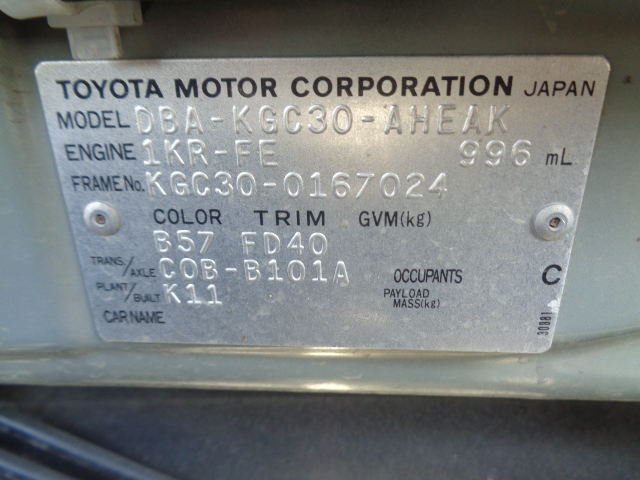 TOYOTA MOTOR CORPORATION JAPAN
MODEL DBA-KGC30-AHEAK
ENGINE 1KR-FE 996 mL
FRAME No. KGC30-0167024
COLOR TRIM GVM(kg)
B57 FD40
TRANS./AXLE COB-B101A OCCUPANTS C
PLANT/BUILT K11 PAYLOAD MASS(kg)
CAR NAME
30881